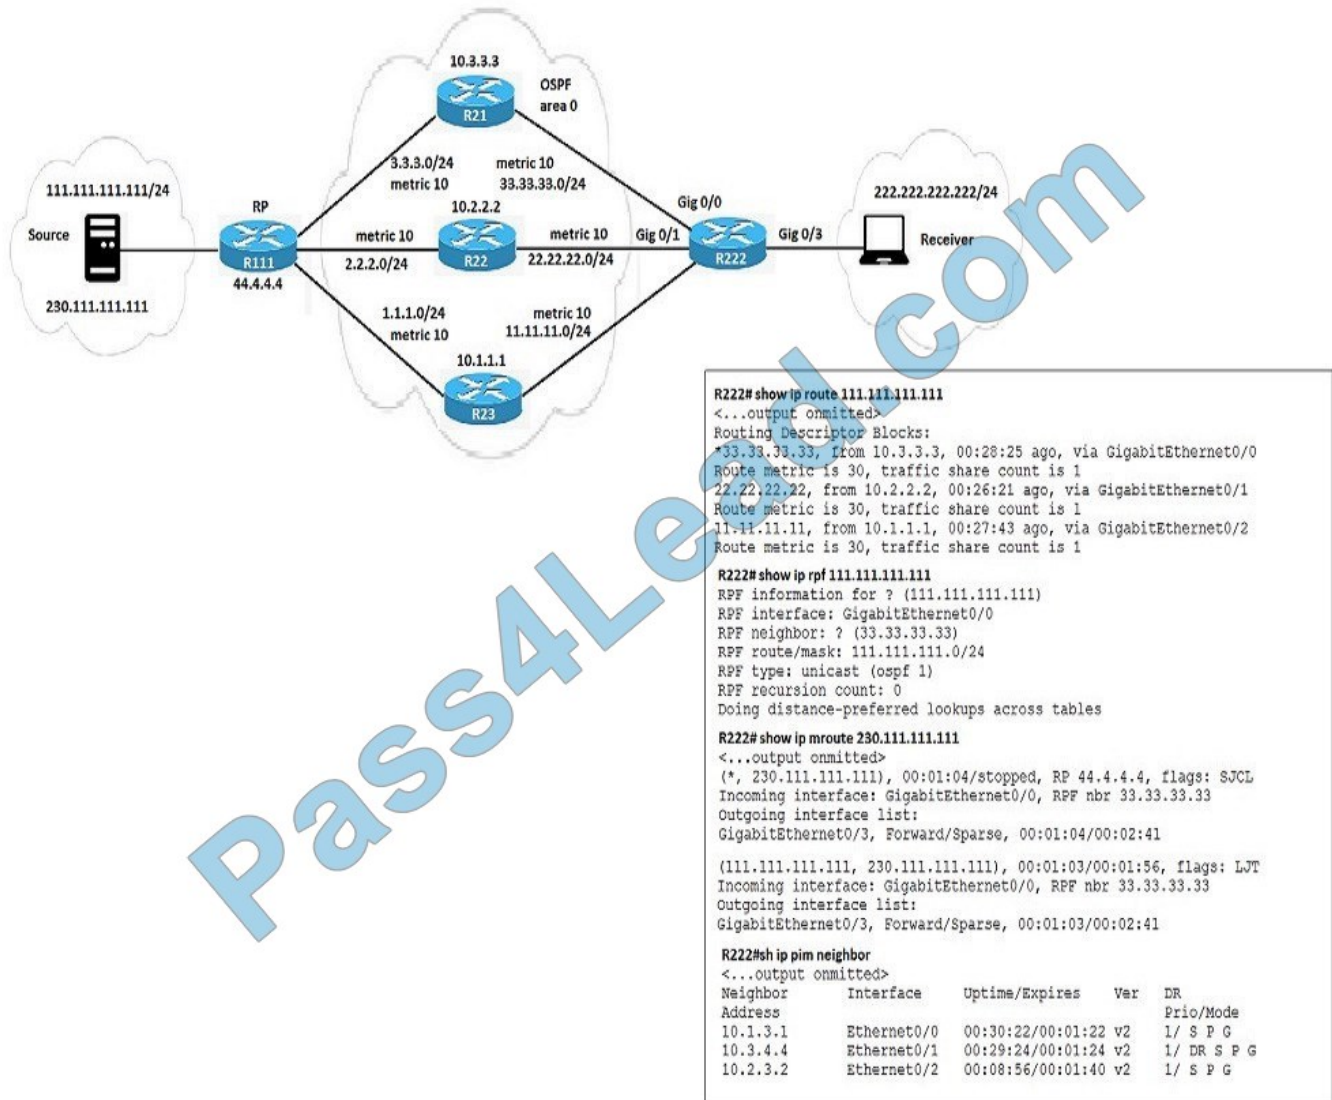 10.3.3.3
OSPF
area 0
R21
111.111.111.111/24
3.3.3.0/24
metric 10
metric 10
33.33.33.0/24
222.222.222.222/24
RP
10.2.2.2
Gig 0/0
Source
metric 10
metric 10
Gig 0/1
Gig 0/3
Receiver
R111
2.2.2.0/24
R22
22.22.22.0/24
R222
44.4.4.4
230.111.111.111
1.1.1.0/24
metric 10
metric 10
11.11.11.0/24
10.1.1.1
R23
R222# show ip route 111.111.111.111
<...output onmitted>
Routing Descriptor Blocks:
*33.33.33.33, from 10.3.3.3, 00:28:25 ago, via GigabitEthernet0/0
Route metric is 30, traffic share count is 1
22.22.22.22, from 10.2.2.2, 00:26:21 ago, via GigabitEthernet0/1
Route metric is 30, traffic share count is 1
11.11.11.11, from 10.1.1.1, 00:27:43 ago, via GigabitEthernet0/2
Route metric is 30, traffic share count is 1
R222# show ip rpf 111.111.111.111
RPF information for ? (111.111.111.111)
RPF interface: GigabitEthernet0/0
RPF neighbor: ? (33.33.33.33)
RPF route/mask: 111.111.111.0/24
RPF type: unicast (ospf 1)
RPF recursion count: 0
Doing distance-preferred lookups across tables
R222# show ip mroute 230.111.111.111
<...output onmitted>
(*, 230.111.111.111), 00:01:04/stopped, RP 44.4.4.4, flags: SJCL
Incoming interface: GigabitEthernet0/0, RPF nbr 33.33.33.33
Outgoing interface list:
GigabitEthernet0/3, Forward/Sparse, 00:01:04/00:02:41
(111.111.111.111, 230.111.111.111), 00:01:03/00:01:56, flags: LJT
Incoming interface: GigabitEthernet0/0, RPF nbr 33.33.33.33
Outgoing interface list:
GigabitEthernet0/3, Forward/Sparse, 00:01:03/00:02:41
R222#sh ip pim neighbor
<...output onmitted>
Neighbor Interface Uptime/Expires Ver DR
Address Prio/Mode
10.1.3.1 Ethernet0/0 00:30:22/00:01:22 v2 1/ S P G
10.3.4.4 Ethernet0/1 00:29:24/00:01:24 v2 1/ DR S P G
10.2.3.2 Ethernet0/2 00:08:56/00:01:40 v2 1/ S P G
Pass4Lead.com